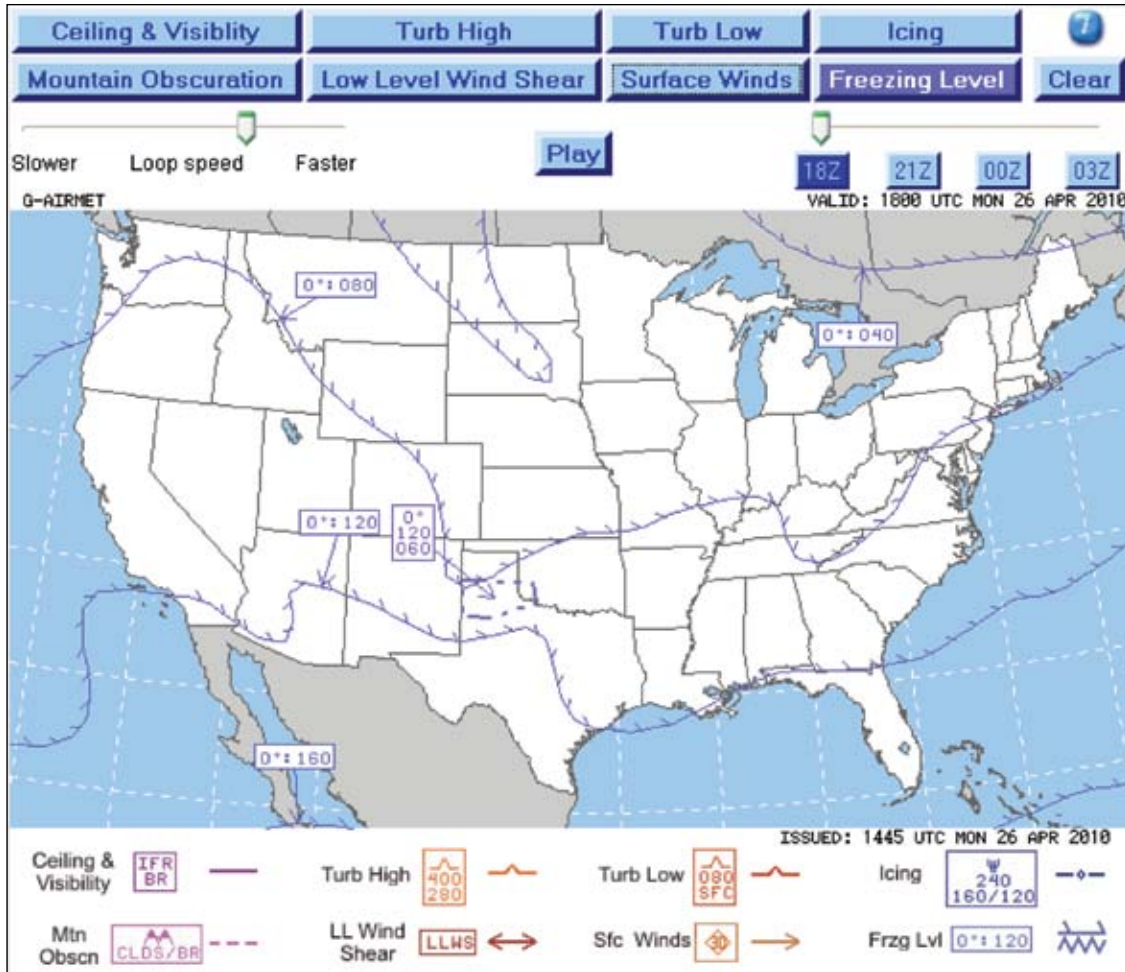 Ceiling & Visiblity
Turb High
Turb Low
Icing
?
Mountain Obscuration
Low Level Wind Shear
Surface Winds
Freezing Level
Clear
Slower
Loop speed
Faster
Play
18Z
21Z
00Z
03Z
G-AIRMET
VALID: 1800 UTC MON 26 APR 2010
0°:080
0°:040
0°:120
0°
120
060
0°:160
ISSUED: 1445 UTC MON 26 APR 2010
Ceiling &
Visibility
IFR
BR
Turb High
400
280
Turb Low
080
SFC
Icing
240
160/120
Mtn
Obscn
CLDS/BR
LL Wind
Shear
LLWS
Sfc Winds
30
Frzg Lvl
0°:120